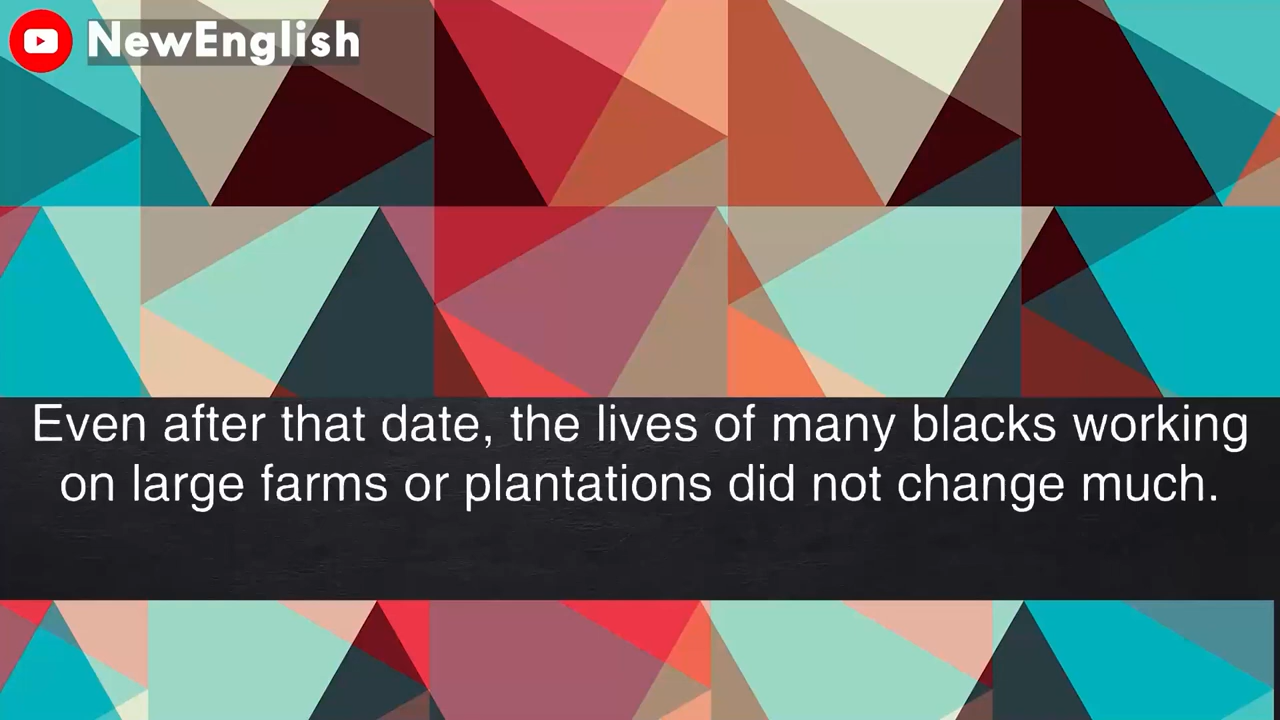 NewEnglish
Even after that date, the lives of many blacks working
on large farms or plantations did not change much.